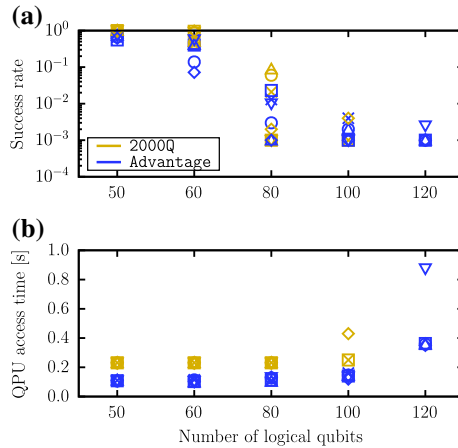 (a)
Success rate
10⁰
10⁻¹
10⁻²
10⁻³
10⁻⁴
2000Q
Advantage
50 60 80 100 120
(b)
QPU access time [s]
1.0
0.8
0.6
0.4
0.2
0.0
50 60 80 100 120
Number of logical qubits